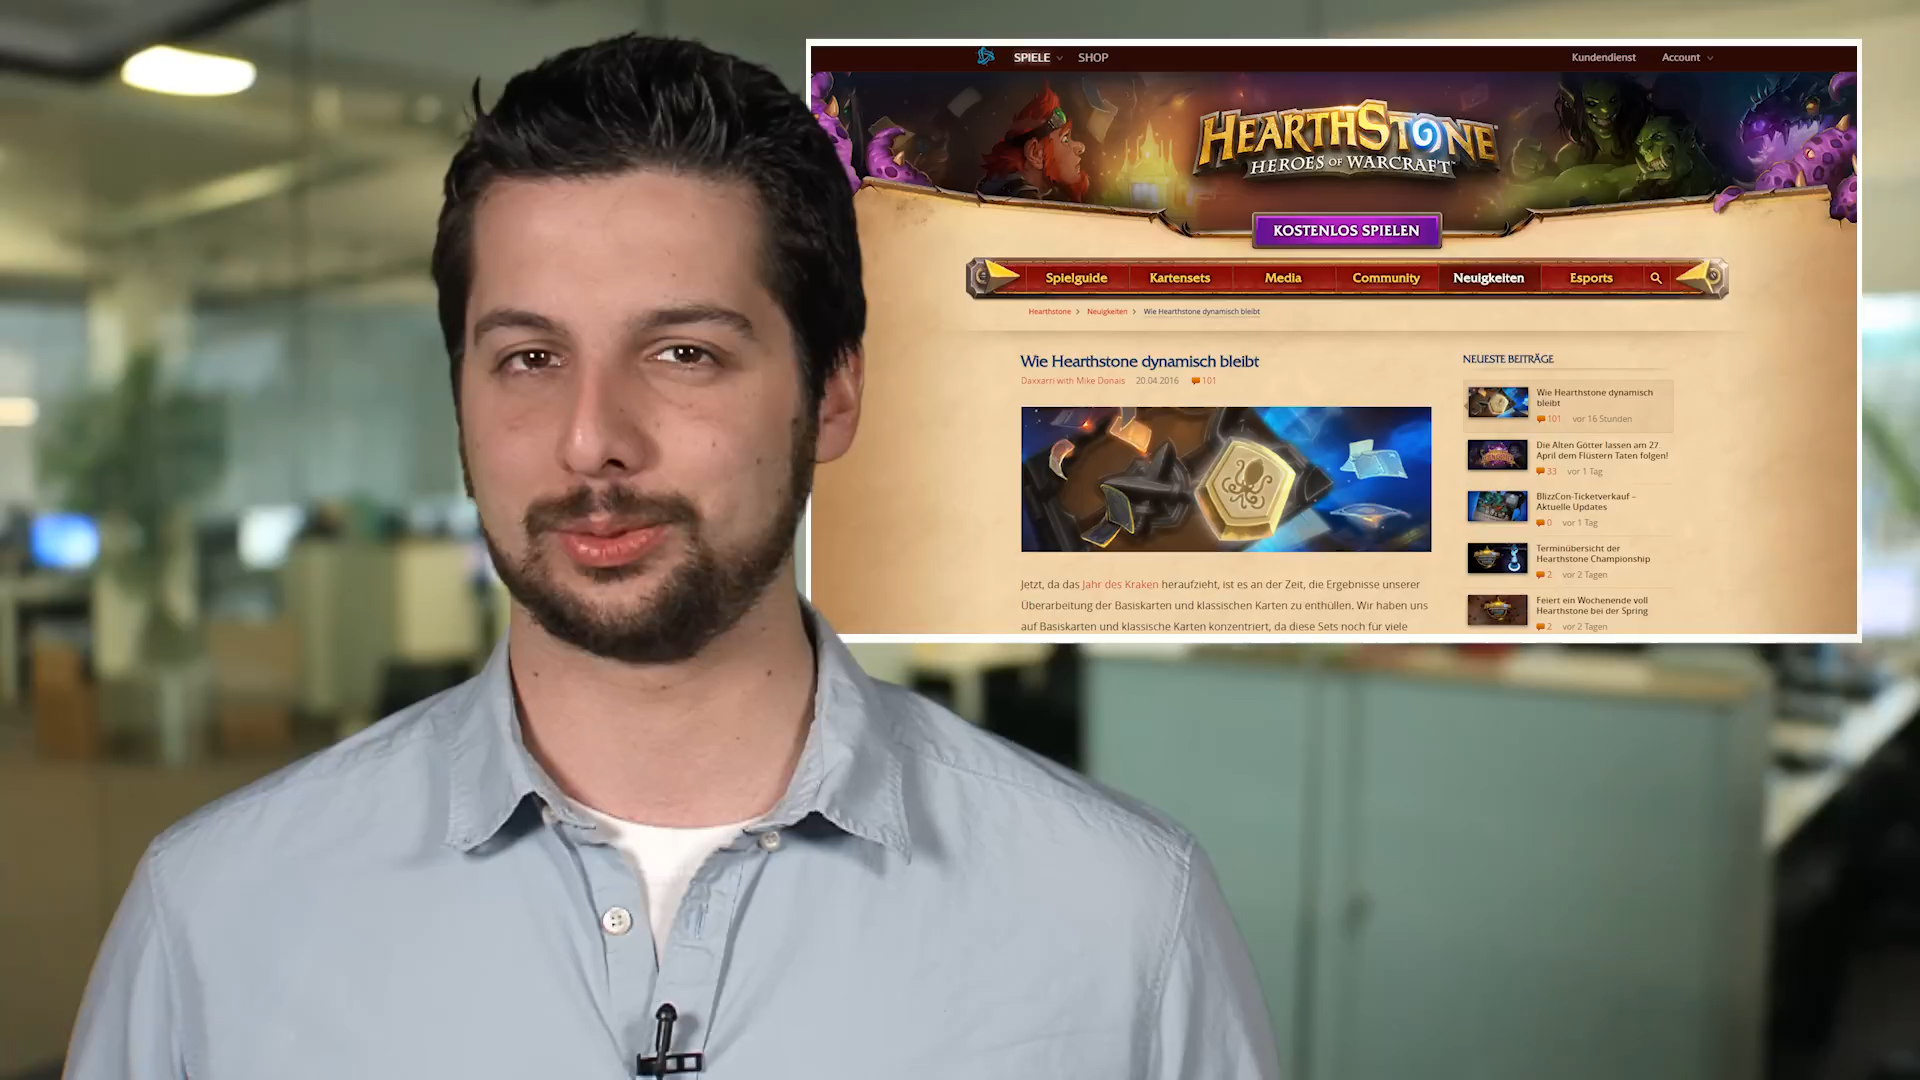 SPIELE
SHOP
Kundendienst
Account
HEARTHSTONE
HEROES OF WARCRAFT
KOSTENLOS SPIELEN
Spielguide
Kartensets
Media
Community
Neuigkeiten
Esports
Hearthstone > Neuigkeiten > Wie Hearthstone dynamisch bleibt
Wie Hearthstone dynamisch bleibt
Daxxarri with Mike Donais 20.04.2016 101
Jetzt, da das Jahr des Kraken heraufzieht, ist es an der Zeit, die Ergebnisse unserer
Überarbeitung der Basiskarten und klassischen Karten zu enthüllen. Wir haben uns
auf Basiskarten und klassische Karten konzentriert, da diese Sets noch für viele
NEUESTE BEITRÄGE
Wie Hearthstone dynamisch
bleibt
101 vor 16 Stunden
Die Alten Götter lassen am 27
April dem Flüstern Taten folgen!
33 vor 1 Tag
BlizzCon-Ticketverkauf –
Aktuelle Updates
0 vor 1 Tag
Terminübersicht der
Hearthstone Championship
2 vor 2 Tagen
Feiert ein Wochenende voll
Hearthstone bei der Spring
2 vor 2 Tagen